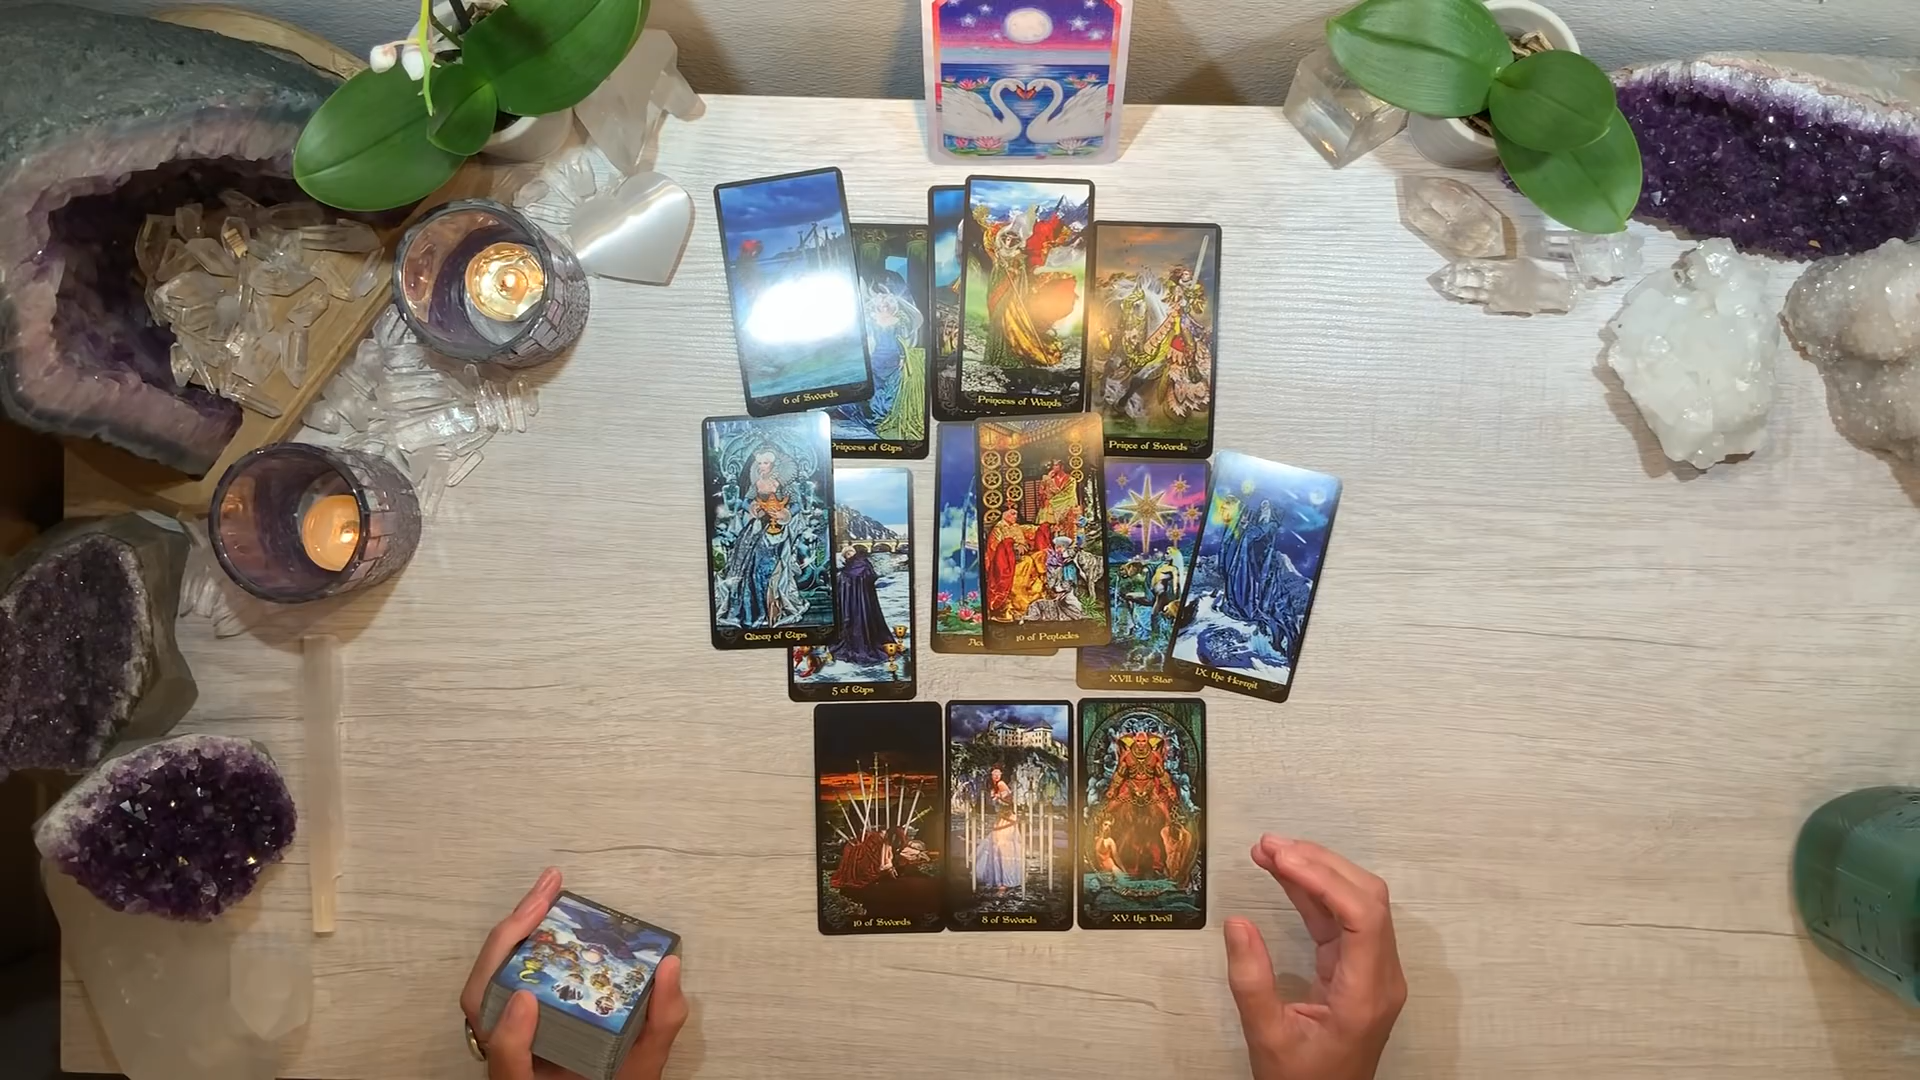 6 of Swords
Princess of Cups
Princess of Wands
Prince of Swords
Queen of Cups
5 of Cups
10 of Pentacles
XVII. the Star
IX. the Hermit
10 of Swords
8 of Swords
XV. the Devil